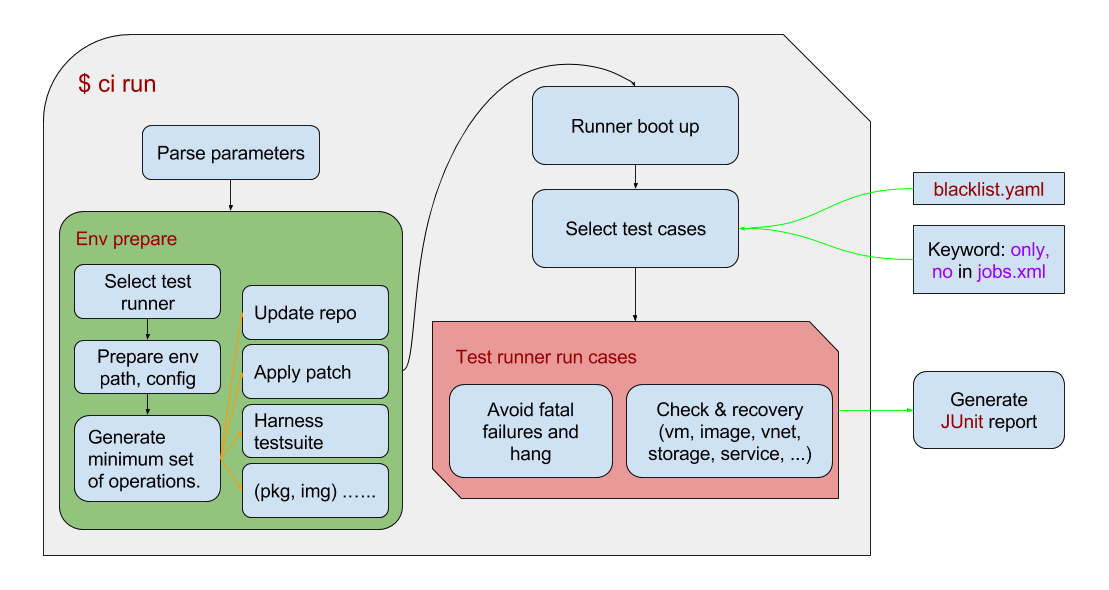 $ ci run
Parse parameters
Env prepare
Select test
runner
Prepare env
path, config
Generate
minimum set
of operations.
Update repo
Apply patch
Harness
testsuite
(pkg, img) ......
Runner boot up
Select test cases
blacklist.yaml
Keyword: only,
no in jobs.xml
Test runner run cases
Avoid fatal
failures and
hang
Check & recovery
(vm, image, vnet,
storage, service, ...)
Generate
JUnit report